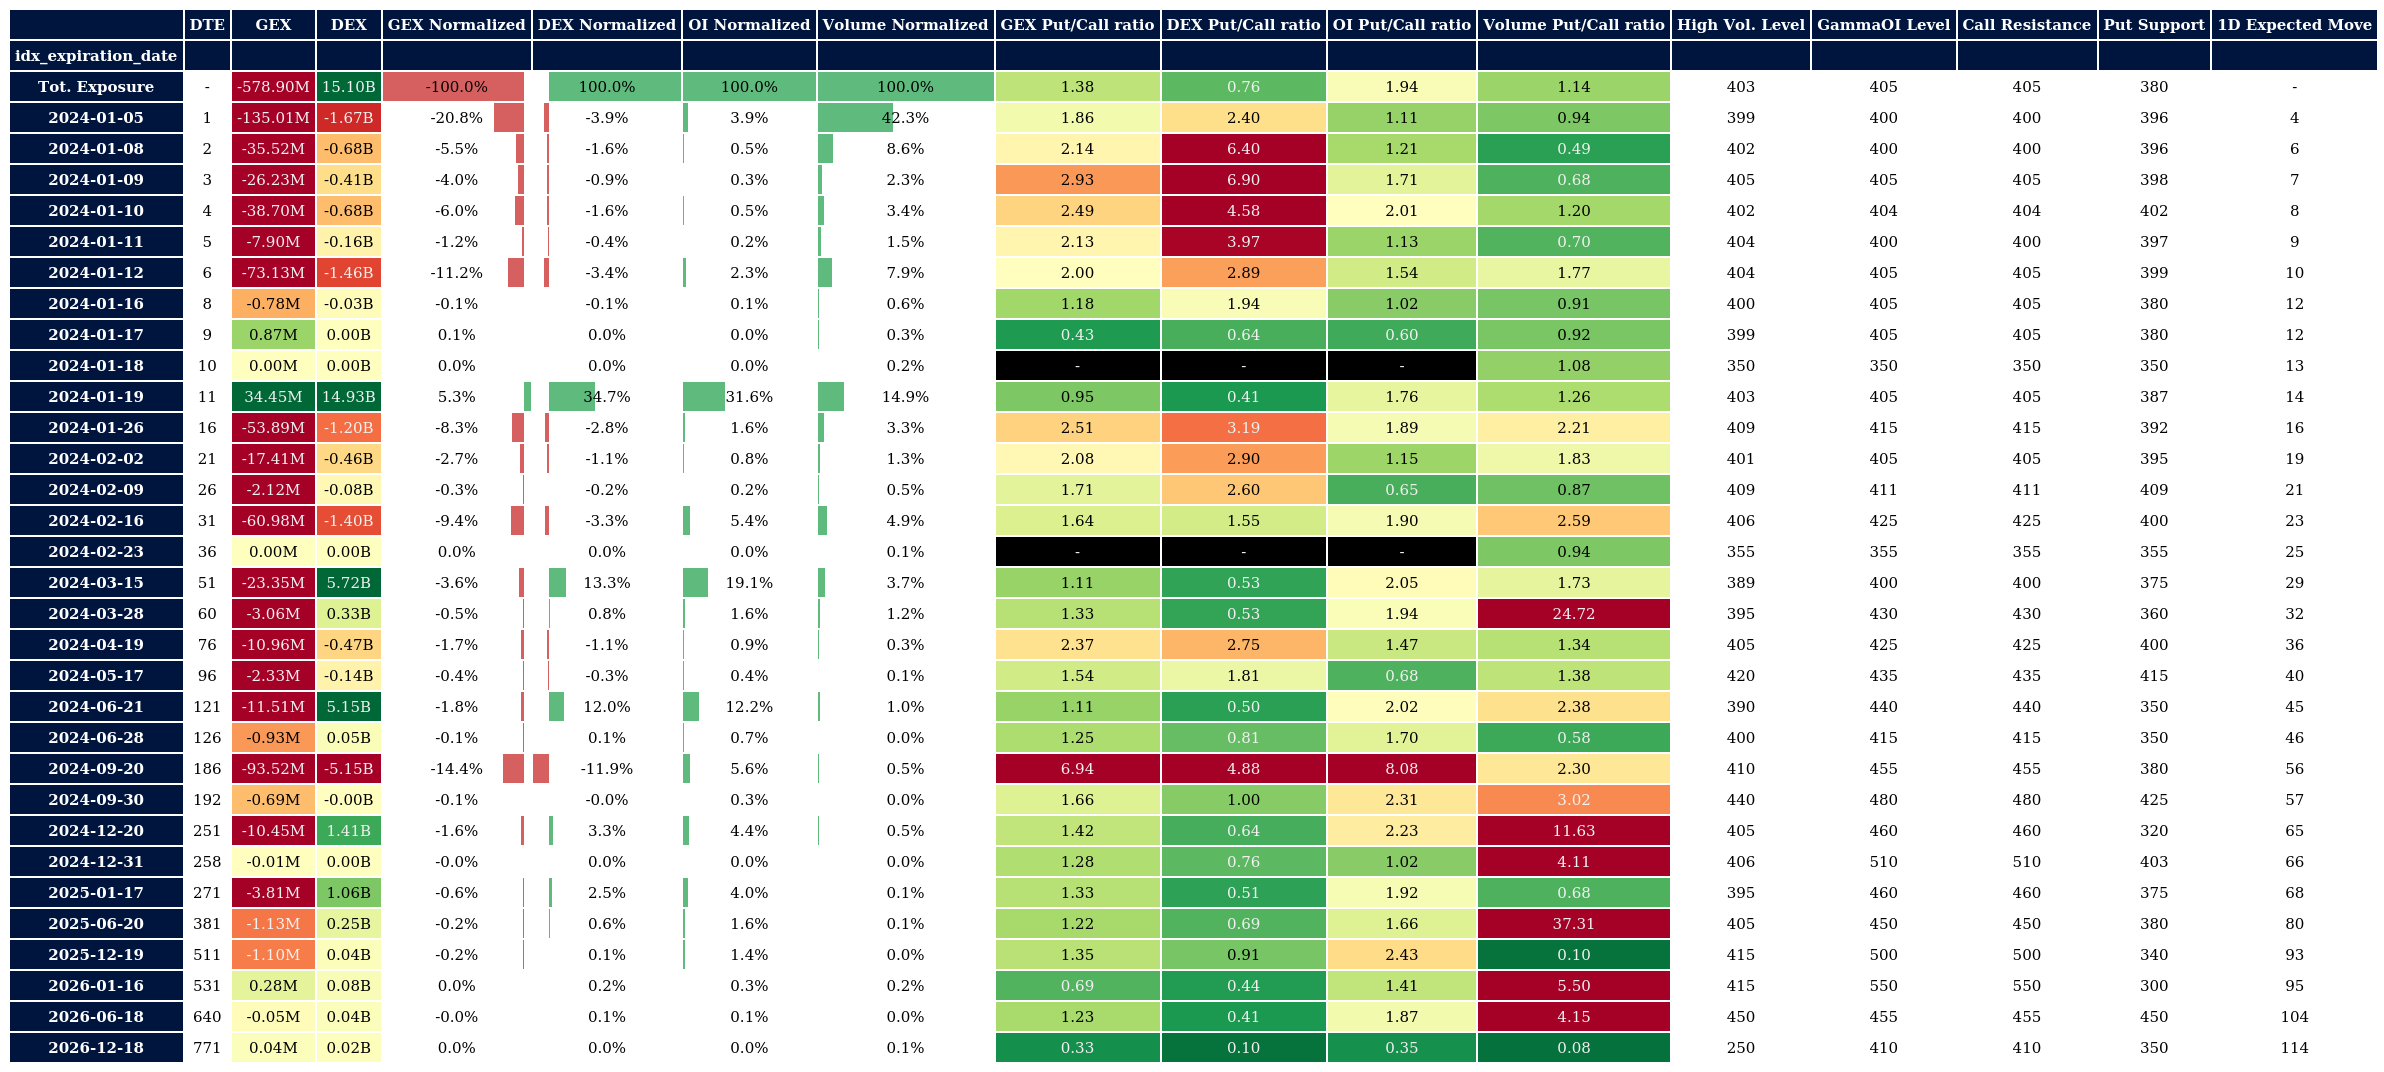 DTE GEX DEX GEX Normalized DEX Normalized OI Normalized Volume Normalized GEX Put/Call ratio DEX Put/Call ratio OI Put/Call ratio Volume Put/Call ratio High Vol. Level GammaOI Level Call Resistance Put Support 1D Expected Move
idx_expiration_date
Tot. Exposure - -578.90M 15.10B -100.0% 100.0% 100.0% 100.0% 1.38 0.76 1.94 1.14 403 405 405 380 -
2024-01-05 1 -135.01M -1.67B -20.8% -3.9% 3.9% 42.3% 1.86 2.40 1.11 0.94 399 400 400 396 4
2024-01-08 2 -35.52M -0.68B -5.5% -1.6% 0.5% 8.6% 2.14 6.40 1.21 0.49 402 400 400 396 6
2024-01-09 3 -26.23M -0.41B -4.0% -0.9% 0.3% 2.3% 2.93 6.90 1.71 0.68 405 405 405 398 7
2024-01-10 4 -38.70M -0.68B -6.0% -1.6% 0.5% 3.4% 2.49 4.58 2.01 1.20 402 404 404 402 8
2024-01-11 5 -7.90M -0.16B -1.2% -0.4% 0.2% 1.5% 2.13 3.97 1.13 0.70 404 400 400 397 9
2024-01-12 6 -73.13M -1.46B -11.2% -3.4% 2.3% 7.9% 2.00 2.89 1.54 1.77 404 405 405 399 10
2024-01-16 8 -0.78M -0.03B -0.1% -0.1% 0.1% 0.6% 1.18 1.94 1.02 0.91 400 405 405 380 12
2024-01-17 9 0.87M 0.00B 0.1% 0.0% 0.0% 0.3% 0.43 0.64 0.60 0.92 399 405 405 380 12
2024-01-18 10 0.00M 0.00B 0.0% 0.0% 0.0% 0.2% - - - 1.08 350 350 350 350 13
2024-01-19 11 34.45M 14.93B 5.3% 34.7% 31.6% 14.9% 0.95 0.41 1.76 1.26 403 405 405 387 14
2024-01-26 16 -53.89M -1.20B -8.3% -2.8% 1.6% 3.3% 2.51 3.19 1.89 2.21 409 415 415 392 16
2024-02-02 21 -17.41M -0.46B -2.7% -1.1% 0.8% 1.3% 2.08 2.90 1.15 1.83 401 405 405 395 19
2024-02-09 26 -2.12M -0.08B -0.3% -0.2% 0.2% 0.5% 1.71 2.60 0.65 0.87 409 411 411 409 21
2024-02-16 31 -60.98M -1.40B -9.4% -3.3% 5.4% 4.9% 1.64 1.55 1.90 2.59 406 425 425 400 23
2024-02-23 36 0.00M 0.00B 0.0% 0.0% 0.0% 0.1% - - - 0.94 355 355 355 355 25
2024-03-15 51 -23.35M 5.72B -3.6% 13.3% 19.1% 3.7% 1.11 0.53 2.05 1.73 389 400 400 375 29
2024-03-28 60 -3.06M 0.33B -0.5% 0.8% 1.6% 1.2% 1.33 0.53 1.94 24.72 395 430 430 360 32
2024-04-19 76 -10.96M -0.47B -1.7% -1.1% 0.9% 0.3% 2.37 2.75 1.47 1.34 405 425 425 400 36
2024-05-17 96 -2.33M -0.14B -0.4% -0.3% 0.4% 0.1% 1.54 1.81 0.68 1.38 420 435 435 415 40
2024-06-21 121 -11.51M 5.15B -1.8% 12.0% 12.2% 1.0% 1.11 0.50 2.02 2.38 390 440 440 350 45
2024-06-28 126 -0.93M 0.05B -0.1% 0.1% 0.7% 0.0% 1.25 0.81 1.70 0.58 400 415 415 350 46
2024-09-20 186 -93.52M -5.15B -14.4% -11.9% 5.6% 0.5% 6.94 4.88 8.08 2.30 410 455 455 380 56
2024-09-30 192 -0.69M -0.00B -0.1% -0.0% 0.3% 0.0% 1.66 1.00 2.31 3.02 440 480 480 425 57
2024-12-20 251 -10.45M 1.41B -1.6% 3.3% 4.4% 0.5% 1.42 0.64 2.23 11.63 405 460 460 320 65
2024-12-31 258 -0.01M 0.00B -0.0% 0.0% 0.0% 0.0% 1.28 0.76 1.02 4.11 406 510 510 403 66
2025-01-17 271 -3.81M 1.06B -0.6% 2.5% 4.0% 0.1% 1.33 0.51 1.92 0.68 395 460 460 375 68
2025-06-20 381 -1.13M 0.25B -0.2% 0.6% 1.6% 0.1% 1.22 0.69 1.66 37.31 405 450 450 380 80
2025-12-19 511 -1.10M 0.04B -0.2% 0.1% 1.4% 0.0% 1.35 0.91 2.43 0.10 415 500 500 340 93
2026-01-16 531 0.28M 0.08B 0.0% 0.2% 0.3% 0.2% 0.69 0.44 1.41 5.50 415 550 550 300 95
2026-06-18 640 -0.05M 0.04B -0.0% 0.1% 0.1% 0.0% 1.23 0.41 1.87 4.15 450 455 455 450 104
2026-12-18 771 0.04M 0.02B 0.0% 0.0% 0.0% 0.1% 0.33 0.10 0.35 0.08 250 410 410 350 114